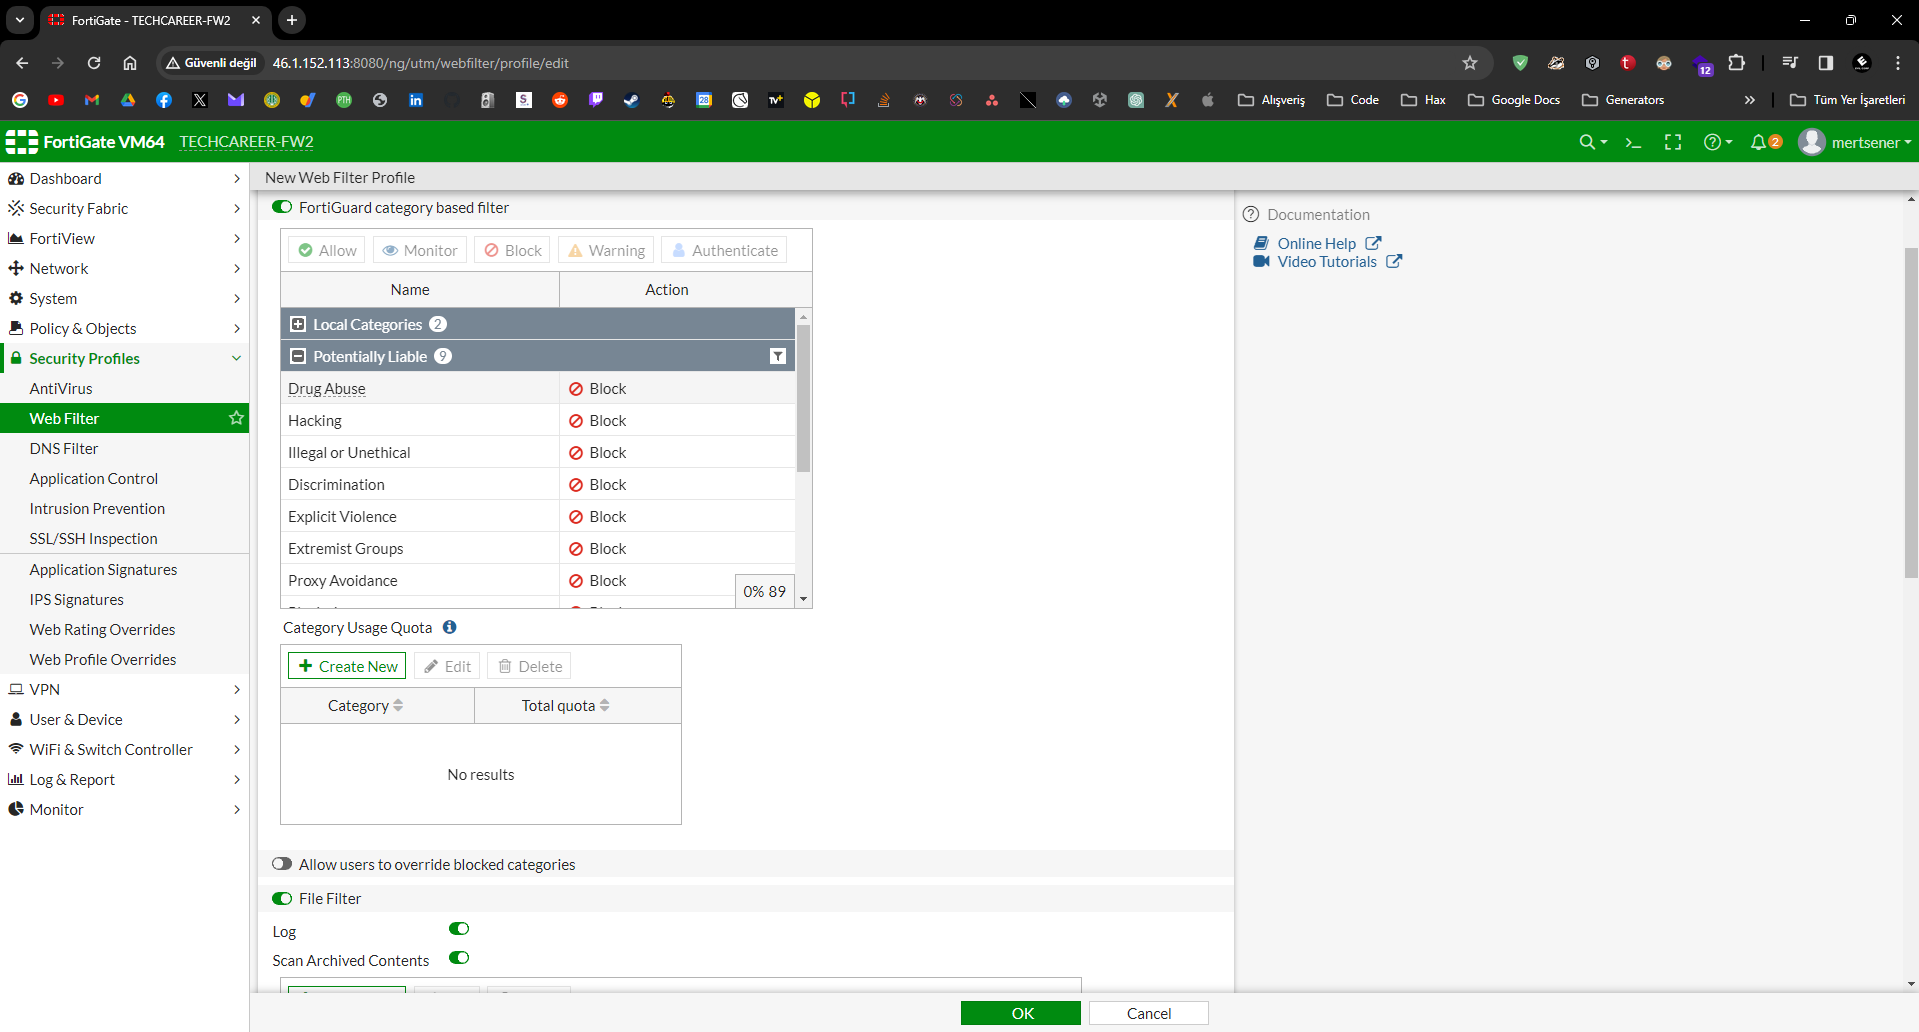 FortiGate - TECHCAREER-FW2
Güvenli değil
46.1.152.113:8080/ng/utm/webfilter/profile/edit
12
PTH
28
TV+
Alışveriş
Code
Hax
Google Docs
Generators
Tüm Yer İşaretleri
FortiGate VM64
TECHCAREER-FW2
2
mertsener
Dashboard
Security Fabric
FortiView
Network
System
Policy & Objects
Security Profiles
AntiVirus
Web Filter
DNS Filter
Application Control
Intrusion Prevention
SSL/SSH Inspection
Application Signatures
IPS Signatures
Web Rating Overrides
Web Profile Overrides
VPN
User & Device
WiFi & Switch Controller
Log & Report
Monitor
New Web Filter Profile
FortiGuard category based filter
Allow
Monitor
Block
Warning
Authenticate
Name
Action
Local Categories 2
Potentially Liable 9
Drug Abuse
Block
Hacking
Block
Illegal or Unethical
Block
Discrimination
Block
Explicit Violence
Block
Extremist Groups
Block
Proxy Avoidance
Block
0% 89
Category Usage Quota
Create New
Edit
Delete
Category
Total quota
No results
Allow users to override blocked categories
File Filter
Log
Scan Archived Contents
OK
Cancel
Documentation
Online Help
Video Tutorials